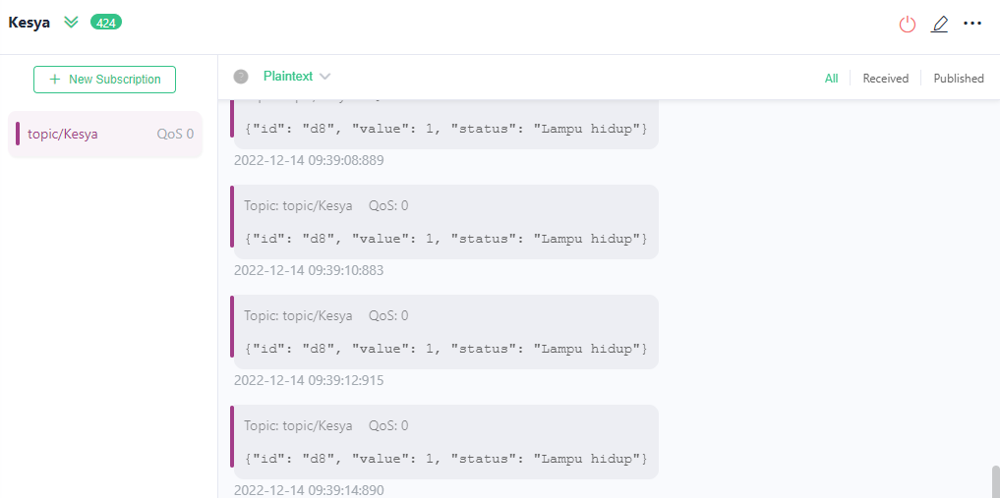 Kesya 424
New Subscription
Plaintext
All Received Published
topic/Kesya QoS 0
{"id": "d8", "value": 1, "status": "Lampu hidup"}
2022-12-14 09:39:08:889
Topic: topic/Kesya QoS: 0
{"id": "d8", "value": 1, "status": "Lampu hidup"}
2022-12-14 09:39:10:883
Topic: topic/Kesya QoS: 0
{"id": "d8", "value": 1, "status": "Lampu hidup"}
2022-12-14 09:39:12:915
Topic: topic/Kesya QoS: 0
{"id": "d8", "value": 1, "status": "Lampu hidup"}
2022-12-14 09:39:14:890